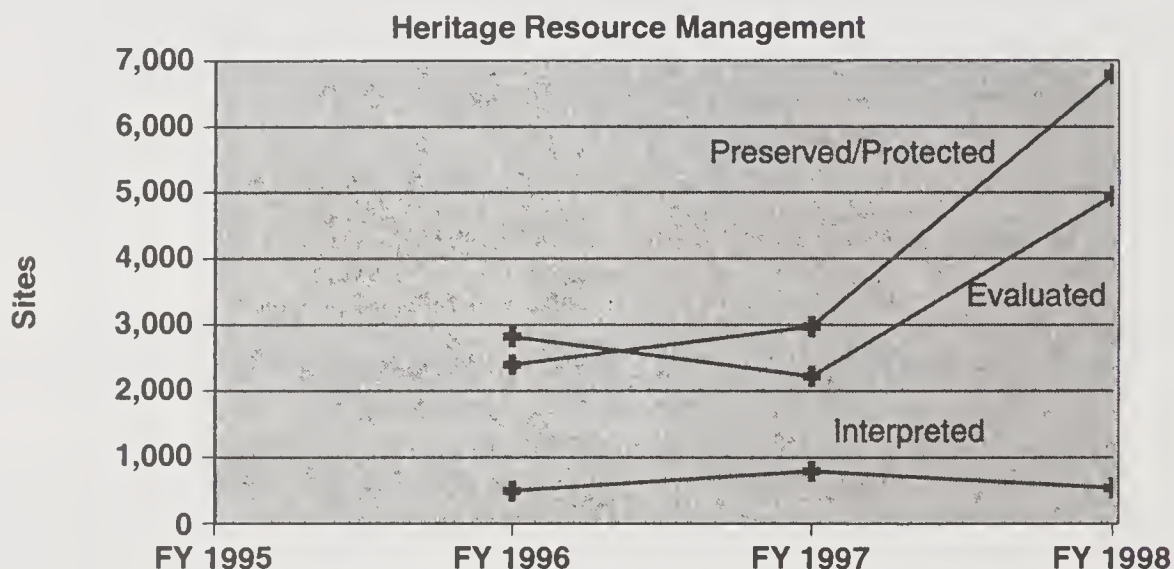 Heritage Resource Management
7,000
6,000
5,000
4,000
3,000
2,000
1,000
0
Sites
Preserved/Protected
Evaluated
Interpreted
FY 1995 FY 1996 FY 1997 FY 1998